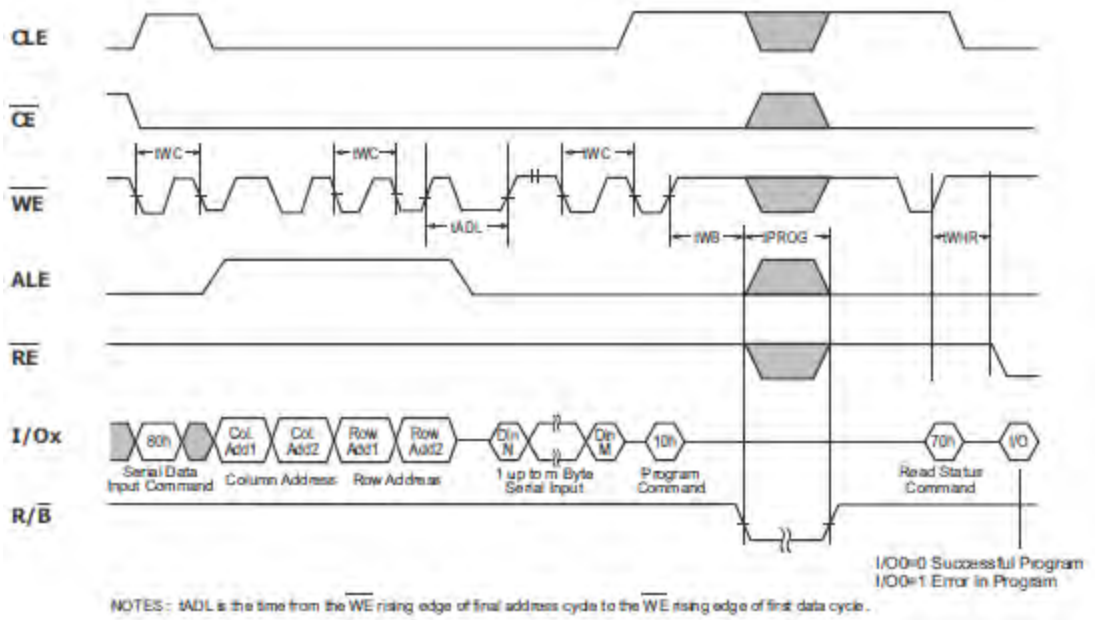 CLE
CE
tWC tWC tWC
WE
tADL
tWB tPROG tWHR
ALE
RE
I/Ox
80h Col. Add1 Col. Add2 Row Add1 Row Add2 Din N Din M 10h 70h I/O
Serial Data
Input Command
Column Address
Row Address
1 up to m Byte
Serial Input
Program
Command
Read Status
Command
R/B
I/O0=0 Successful Program
I/O0=1 Error in Program
NOTES : tADL is the time from the WE rising edge of final address cycle to the WE rising edge of first data cycle.